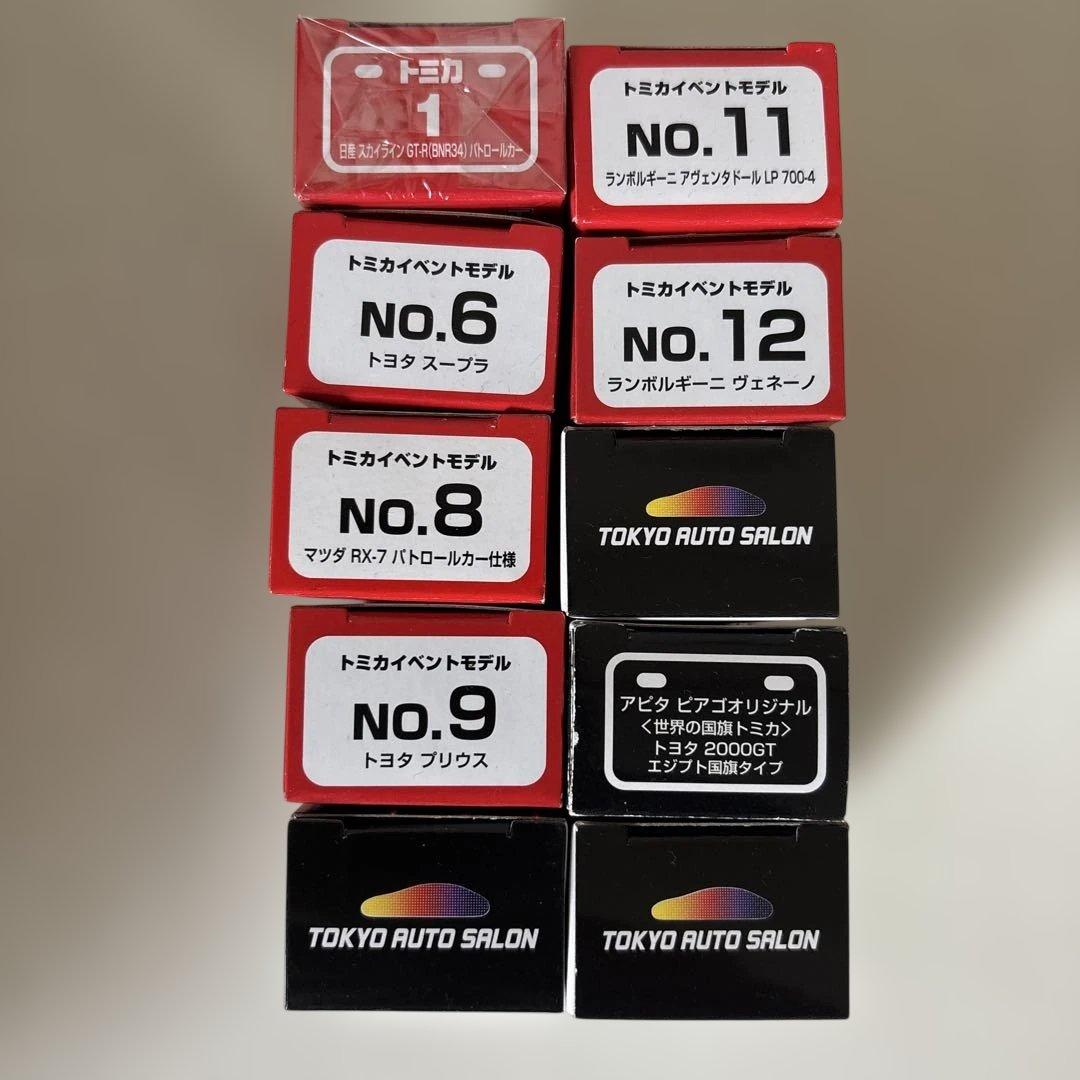 トミカ
1
日産 スカイライン GT-R(BNR34) パトロールカー
トミカイベントモデル
NO.6
トヨタ スープラ
トミカイベントモデル
NO.8
マツダ RX-7 パトロールカー仕様
トミカイベントモデル
NO.9
トヨタ プリウス
TOKYO AUTO SALON
トミカイベントモデル
NO.11
ランボルギーニ アヴェンタドール LP 700-4
トミカイベントモデル
NO.12
ランボルギーニ ヴェネーノ
TOKYO AUTO SALON
アピタ ピアゴオリジナル
〈世界の国旗トミカ〉
トヨタ 2000GT
エジプト国旗タイプ
TOKYO AUTO SALON